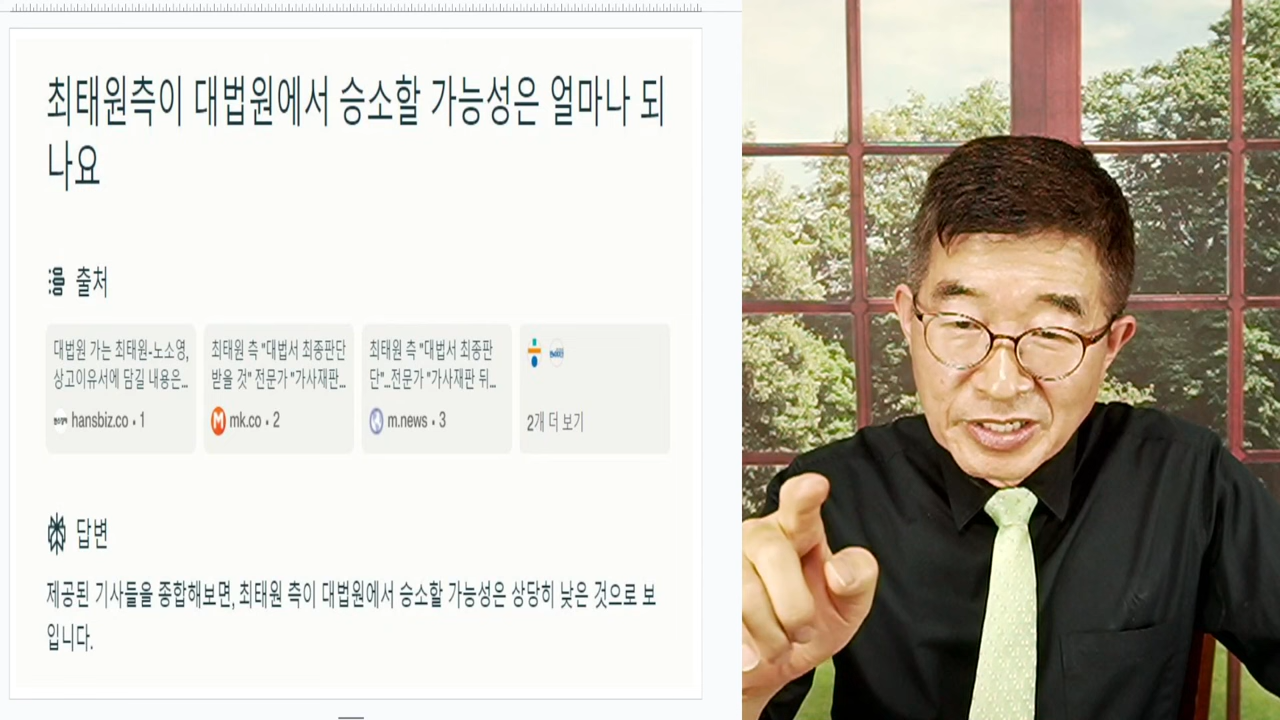 최태원측이 대법원에서 승소할 가능성은 얼마나 되
나요
출처
대법원 가는 최태원-노소영,
상고이유서에 담길 내용은...
hansbiz.co · 1
최태원 측 "대법서 최종판단
받을 것" 전문가 "가사재판...
mk.co · 2
최태원 측 "대법서 최종판
단"..전문가 "가사재판 뒤...
m.news · 3
2개 더 보기
답변
제공된 기사들을 종합해보면, 최태원 측이 대법원에서 승소할 가능성은 상당히 낮은 것으로 보
입니다.